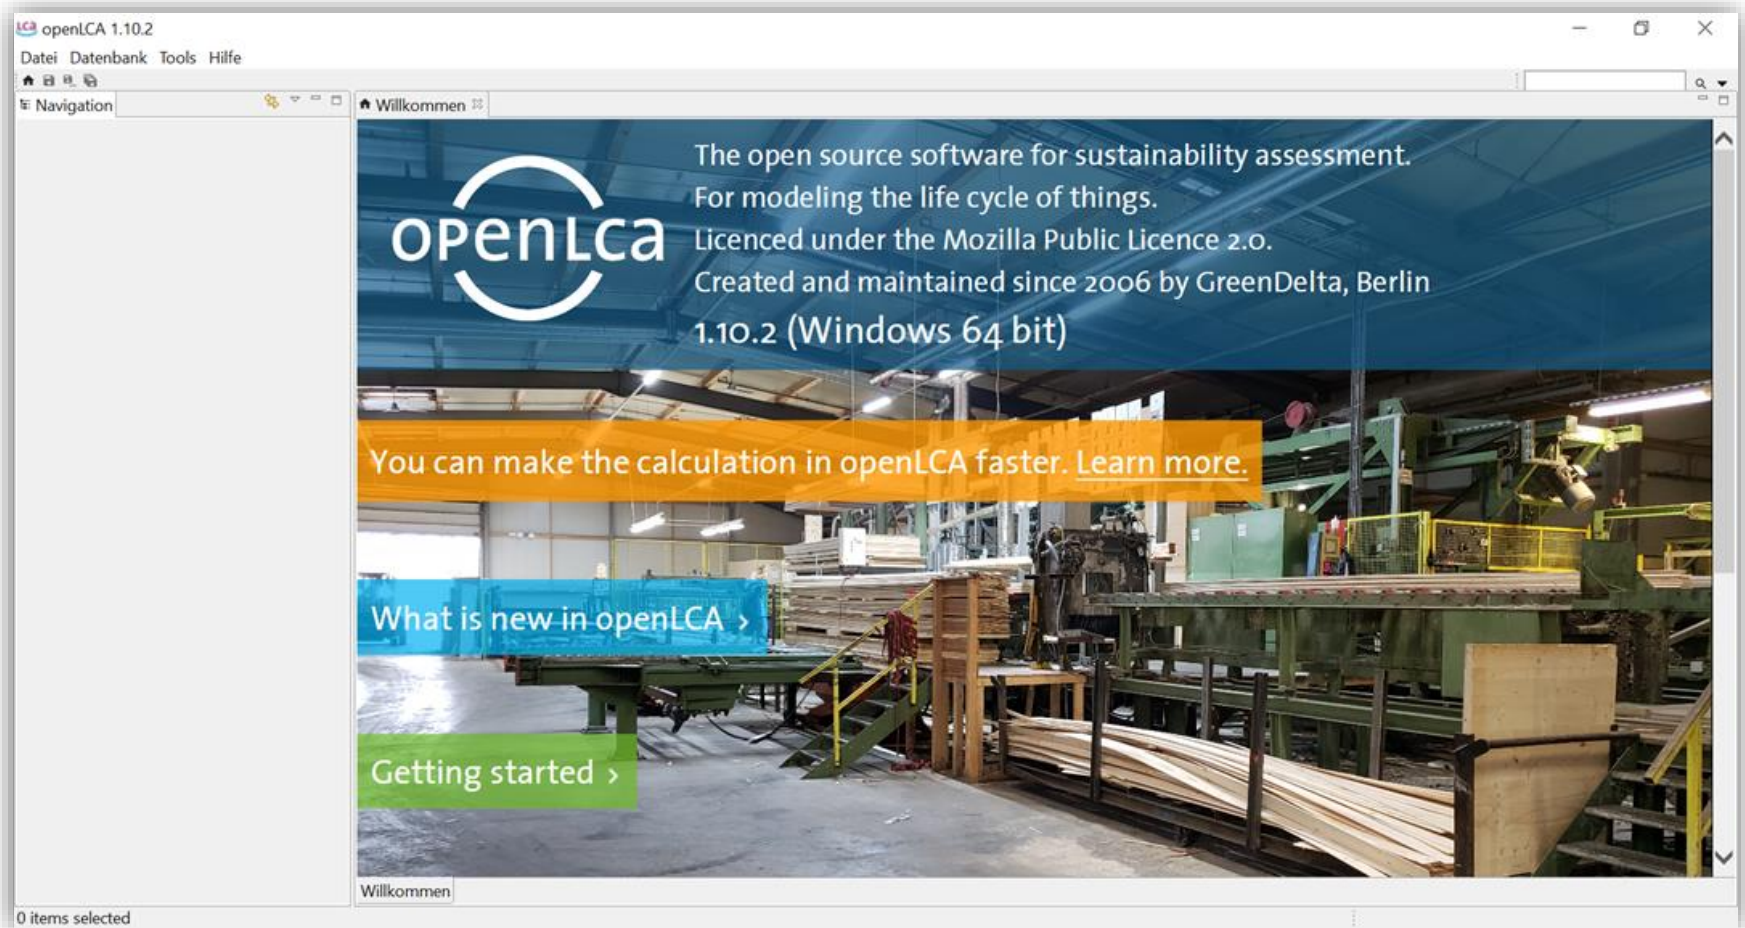 LCa openLCA 1.10.2
Datei Datenbank Tools Hilfe
Navigation
Willkommen
openLca
The open source software for sustainability assessment.
For modeling the life cycle of things.
Licenced under the Mozilla Public Licence 2.0.
Created and maintained since 2006 by GreenDelta, Berlin
1.10.2 (Windows 64 bit)
You can make the calculation in openLCA faster. Learn more.
What is new in openLCA ›
Getting started ›
Willkommen
0 items selected